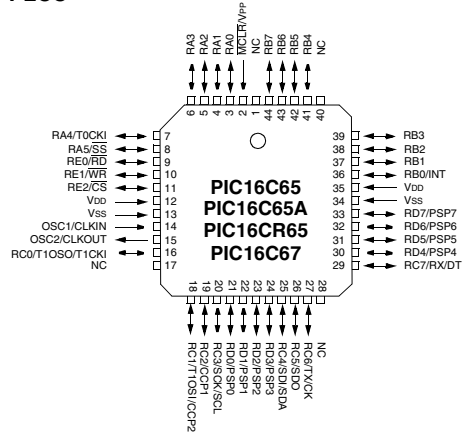 RA3
RA2
RA1
RA0
MCLR/VPP
NC
RB7
RB6
RB5
RB4
NC
6
5
4
3
2
1
44
43
42
41
40
RA4/T0CKI 7
RA5/SS 8
RE0/RD 9
RE1/WR 10
RE2/CS 11
VDD 12
VSS 13
OSC1/CLKIN 14
OSC2/CLKOUT 15
RC0/T1OSO/T1CKI 16
NC 17
PIC16C65
PIC16C65A
PIC16CR65
PIC16C67
39 RB3
38 RB2
37 RB1
36 RB0/INT
35 VDD
34 VSS
33 RD7/PSP7
32 RD6/PSP6
31 RD5/PSP5
30 RD4/PSP4
29 RC7/RX/DT
18
19
20
21
22
23
24
25
26
27
28
RC1/T1OSI/CCP2
RC2/CCP1
RC3/SCK/SCL
RD0/PSP0
RD1/PSP1
RD2/PSP2
RD3/PSP3
RC4/SDI/SDA
RC5/SDO
RC6/TX/CK
NC